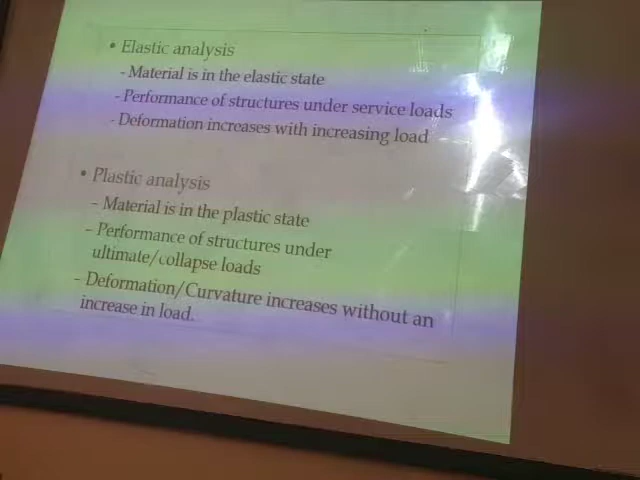 • Elastic analysis
- Material is in the elastic state
- Performance of structures under service loads
- Deformation increases with increasing load
• Plastic analysis
- Material is in the plastic state
- Performance of structures under
ultimate/collapse loads
- Deformation/Curvature increases without an
increase in load.